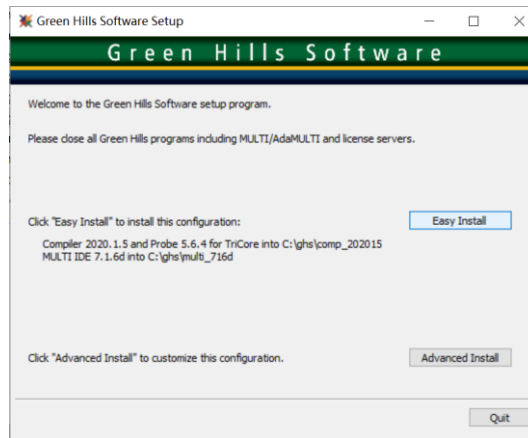 Green Hills Software Setup
Green Hills Software
Welcome to the Green Hills Software setup program.
Please close all Green Hills programs including MULTI/AdaMULTI and license servers.
Click "Easy Install" to install this configuration:
Easy Install
Compiler 2020.1.5 and Probe 5.6.4 for TriCore into C:\ghs\comp_202015
MULTI IDE 7.1.6d into C:\ghs\multi_716d
Click "Advanced Install" to customize this configuration.
Advanced Install
Quit